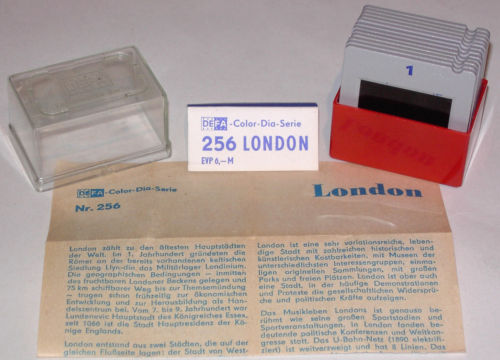 1
DEFA-Color-Dia-Serie
256 LONDON
EVP 6,-M
DEFA-Color-Dia-Serie
Nr. 256
London
London zählt zu den ältesten Hauptstädten
der Welt. Im 1. Jahrhundert gründeten die
Römer an der bereits vorhandenen keltischen
Siedlung Llyn-din das Militärlager Londinium.
Die geographischen Bedingungen – inmitten
des fruchtbaren Londoner Beckens gelegen und
75 km schiffbarer Weg bis zur Themsemündung
– trugen schon frühzeitig zur ökonomischen
Entwicklung und zur Herausbildung als Han-
delszentrum bei. Vom 7. bis 9. Jahrhundert war
Lundenwic Hauptstadt des Königreiches Essex,
seit 1066 ist die Stadt Hauptresidenz der Kö-
nige Englands.
London entstand aus zwei Städten, die auf der
gleichen Flußseite lagen: der Stadt von West-
London ist eine sehr variationsreiche, leben-
dige Stadt mit zahlreichen historischen und
künstlerischen Kostbarkeiten, mit Museen der
unterschiedlichsten Interessengruppen, einma-
ligen originellen Sammlungen, mit großen
Parks und freien Plätzen. London ist aber auch
eine Stadt, in der häufige Demonstrationen
und Proteste die gesellschaftlichen Widersprü-
che und politischen Kräfte aufzeigen.
Das Musikleben Londons ist genauso be-
rühmt wie seine großen Sportstadien und
Sportveranstaltungen. In London fanden be-
deutende politische Konferenzen und Weltkon-
gresse statt. Das U-Bahn-Netz (1890 elektrifi-
ziert) ist weitverzweigt und hat 8 Linien. Das